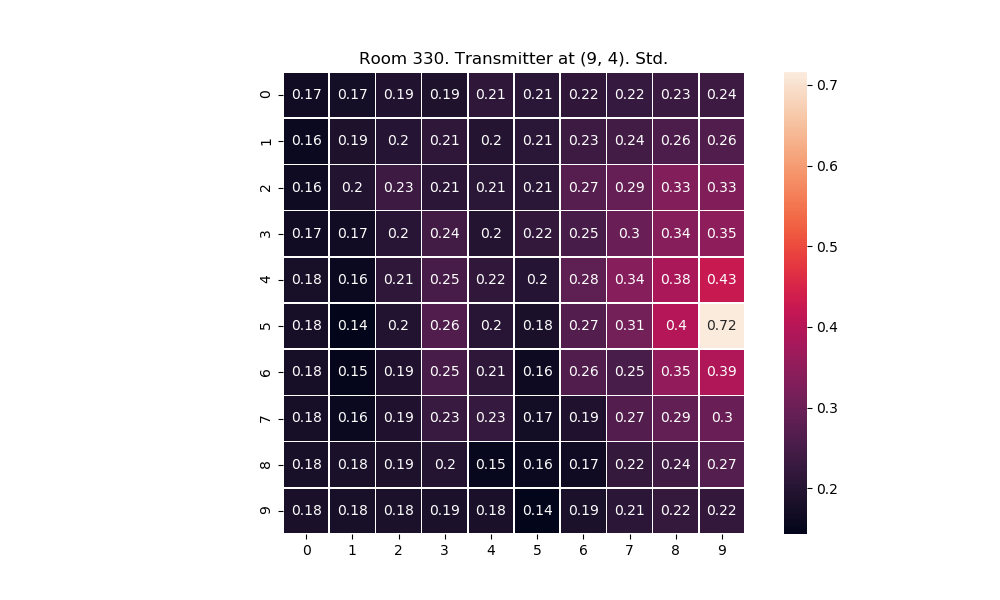 Room 330. Transmitter at (9, 4). Std.
0 0.17 0.17 0.19 0.19 0.21 0.21 0.22 0.22 0.23 0.24
1 0.16 0.19 0.2 0.21 0.2 0.21 0.23 0.24 0.26 0.26
2 0.16 0.2 0.23 0.21 0.21 0.21 0.27 0.29 0.33 0.33
3 0.17 0.17 0.2 0.24 0.2 0.22 0.25 0.3 0.34 0.35
4 0.18 0.16 0.21 0.25 0.22 0.2 0.28 0.34 0.38 0.43
5 0.18 0.14 0.2 0.26 0.2 0.18 0.27 0.31 0.4 0.72
6 0.18 0.15 0.19 0.25 0.21 0.16 0.26 0.25 0.35 0.39
7 0.18 0.16 0.19 0.23 0.23 0.17 0.19 0.27 0.29 0.3
8 0.18 0.18 0.19 0.2 0.15 0.16 0.17 0.22 0.24 0.27
9 0.18 0.18 0.18 0.19 0.18 0.14 0.19 0.21 0.22 0.22
0 1 2 3 4 5 6 7 8 9
0.7
0.6
0.5
0.4
0.3
0.2